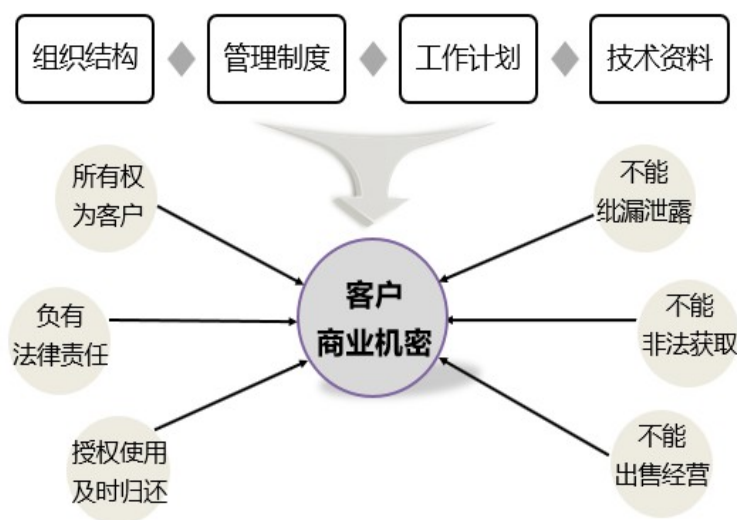 组织结构
管理制度
工作计划
技术资料
所有权
为客户
不能
纰漏泄露
客户
商业机密
负有
法律责任
不能
非法获取
授权使用
及时归还
不能
出售经营